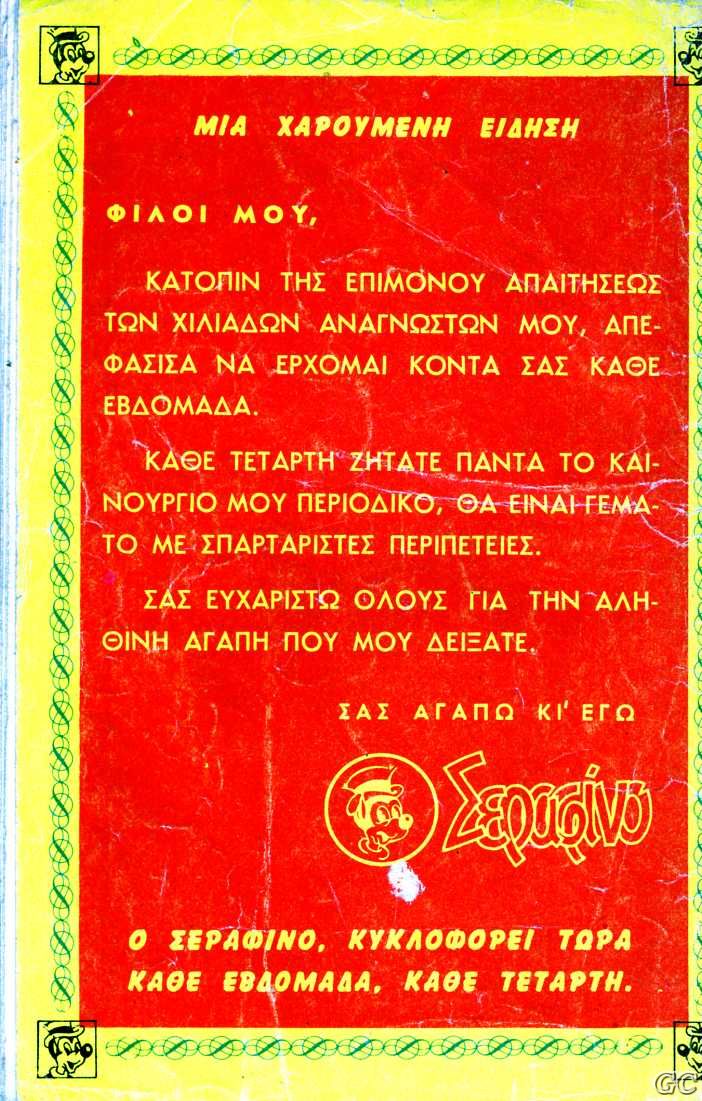 ΜΙΑ ΧΑΡΟΥΜΕΝΗ ΕΙΔΗΣΗ
ΦΙΛΟΙ ΜΟΥ,
ΚΑΤΟΠΙΝ ΤΗΣ ΕΠΙΜΟΝΟΥ ΑΠΑΙΤΗΣΕΩΣ
ΤΩΝ ΧΙΛΙΑΔΩΝ ΑΝΑΓΝΩΣΤΩΝ ΜΟΥ, ΑΠΕ-
ΦΑΣΙΣΑ ΝΑ ΕΡΧΟΜΑΙ ΚΟΝΤΑ ΣΑΣ ΚΑΘΕ
ΕΒΔΟΜΑΔΑ.
ΚΑΘΕ ΤΕΤΑΡΤΗ ΖΗΤΑΤΕ ΠΑΝΤΑ ΤΟ ΚΑΙ-
ΝΟΥΡΓΙΟ ΜΟΥ ΠΕΡΙΟΔΙΚΟ, ΘΑ ΕΙΝΑΙ ΓΕΜΑ-
ΤΟ ΜΕ ΣΠΑΡΤΑΡΙΣΤΕΣ ΠΕΡΙΠΕΤΕΙΕΣ.
ΣΑΣ ΕΥΧΑΡΙΣΤΩ ΟΛΟΥΣ ΓΙΑ ΤΗΝ ΑΛΗ-
ΘΙΝΗ ΑΓΑΠΗ ΠΟΥ ΜΟΥ ΔΕΙΞΑΤΕ.
ΣΑΣ ΑΓΑΠΩ ΚΙ' ΕΓΩ
Σεραφίνο
Ο ΣΕΡΑΦΙΝΟ, ΚΥΚΛΟΦΟΡΕΙ ΤΩΡΑ
ΚΑΘΕ ΕΒΔΟΜΑΔΑ, ΚΑΘΕ ΤΕΤΑΡΤΗ.
GC